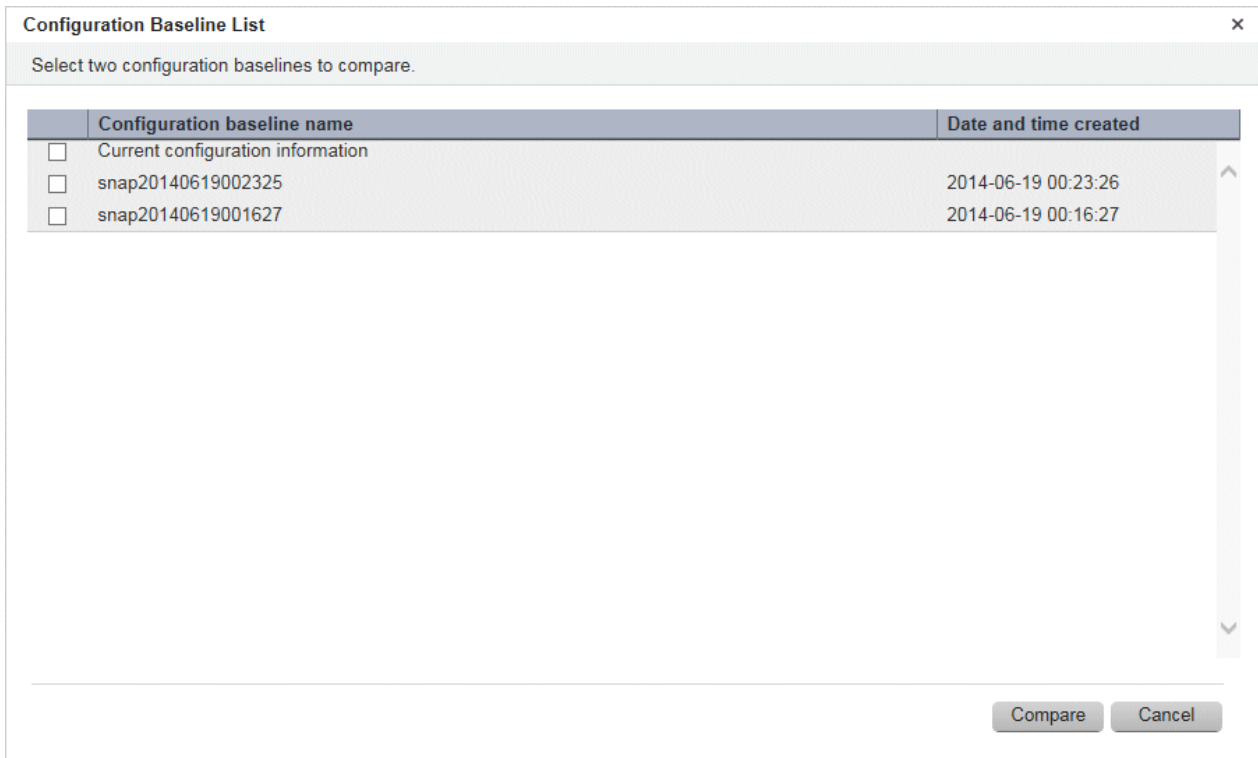 Configuration Baseline List
Select two configuration baselines to compare.
Configuration baseline name Date and time created
Current configuration information
snap20140619002325 2014-06-19 00:23:26
snap20140619001627 2014-06-19 00:16:27
Compare Cancel